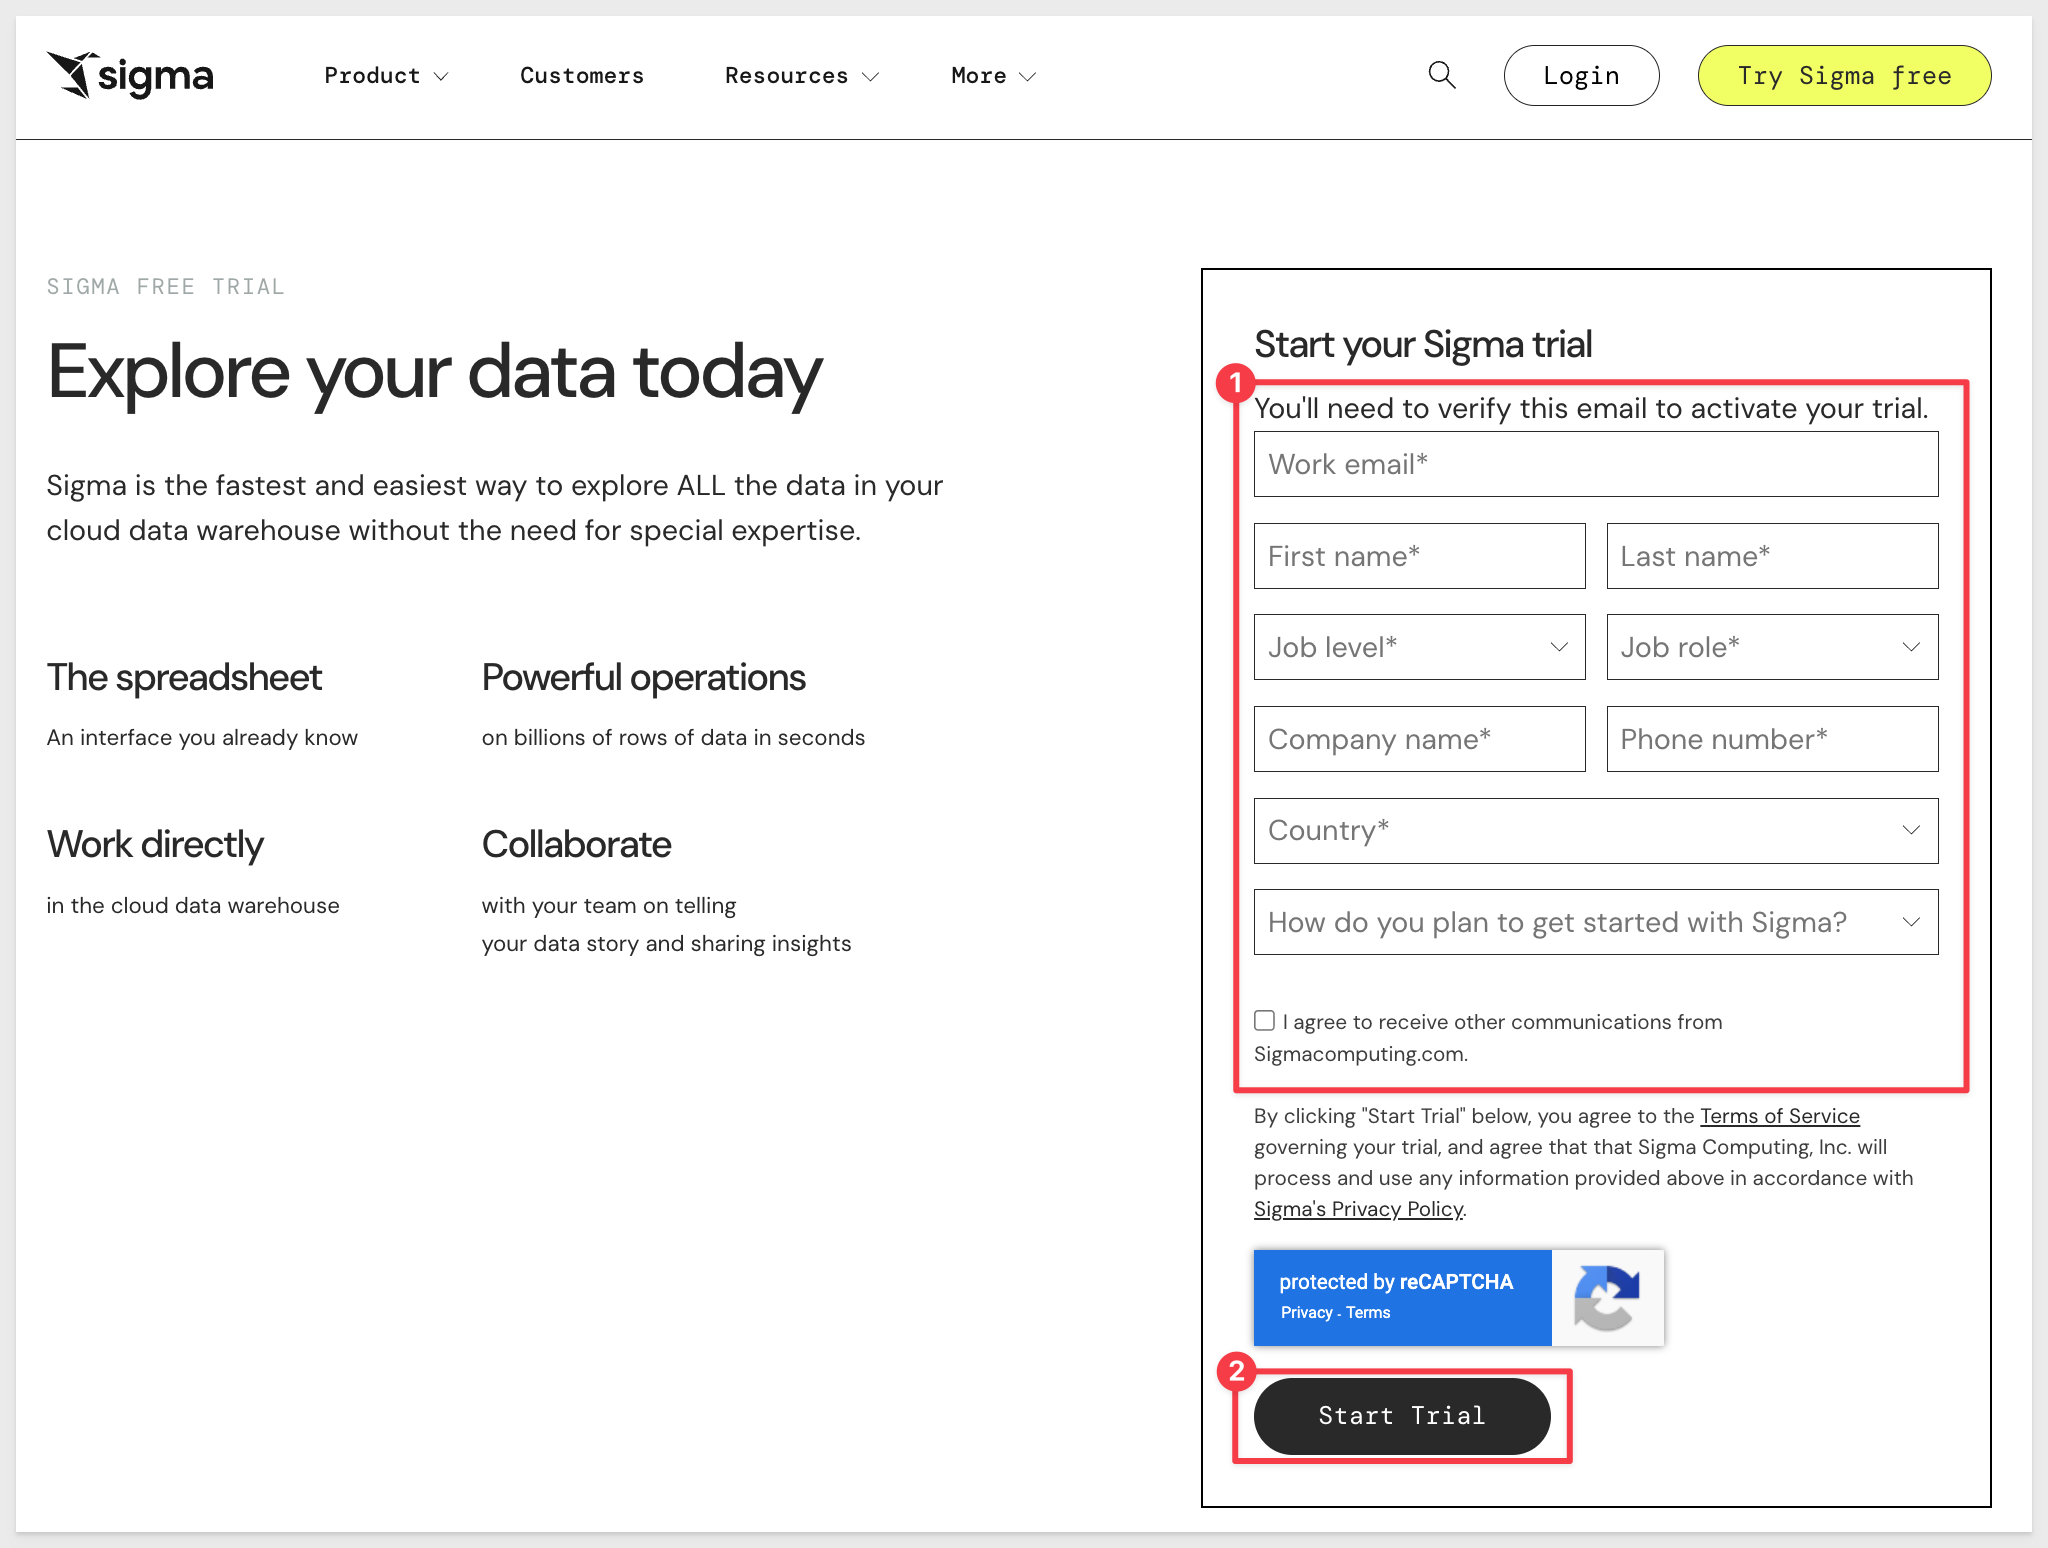 sigma
Product
Customers
Resources
More
Login
Try Sigma free
SIGMA FREE TRIAL
Explore your data today
Sigma is the fastest and easiest way to explore ALL the data in your
cloud data warehouse without the need for special expertise.
The spreadsheet
An interface you already know
Powerful operations
on billions of rows of data in seconds
Work directly
in the cloud data warehouse
Collaborate
with your team on telling
your data story and sharing insights
Start your Sigma trial
1
You'll need to verify this email to activate your trial.
Work email*
First name*
Last name*
Job level*
Job role*
Company name*
Phone number*
Country*
How do you plan to get started with Sigma?
I agree to receive other communications from
Sigmacomputing.com.
By clicking "Start Trial" below, you agree to the Terms of Service
governing your trial, and agree that that Sigma Computing, Inc. will
process and use any information provided above in accordance with
Sigma's Privacy Policy.
protected by reCAPTCHA
Privacy - Terms
2
Start Trial